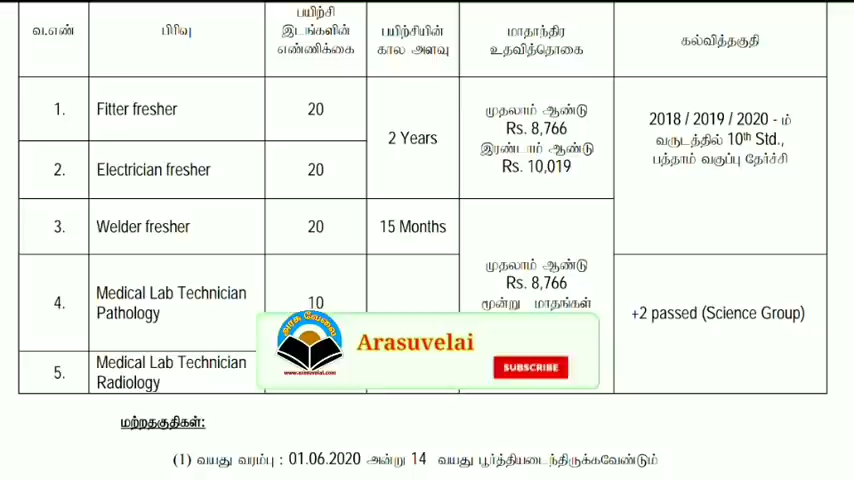 வ.எண்
பிரிவு
பயிற்சி
இடங்களின்
எண்ணிக்கை
பயிற்சியின்
கால அளவு
மாதாந்திர
உதவித்தொகை
கல்வித்தகுதி
1.
Fitter fresher
20
2 Years
முதலாம் ஆண்டு
Rs. 8,766
இரண்டாம் ஆண்டு
Rs. 10,019
2018 / 2019 / 2020 - ம்
வருடத்தில் 10th Std.,
பத்தாம் வகுப்பு தேர்ச்சி
2.
Electrician fresher
20
3.
Welder fresher
20
15 Months
முதலாம் ஆண்டு
Rs. 8,766
மூன்று மாதங்கள்
4.
Medical Lab Technician
Pathology
10
+2 passed (Science Group)
5.
Medical Lab Technician
Radiology
அரசு வேலை
Arasuvelai
SUBSCRIBE
மற்றதகுதிகள்:
(1) வயது வரம்பு : 01.06.2020 அன்று 14 வயது பூர்த்தியடைந்திருக்கவேண்டும்